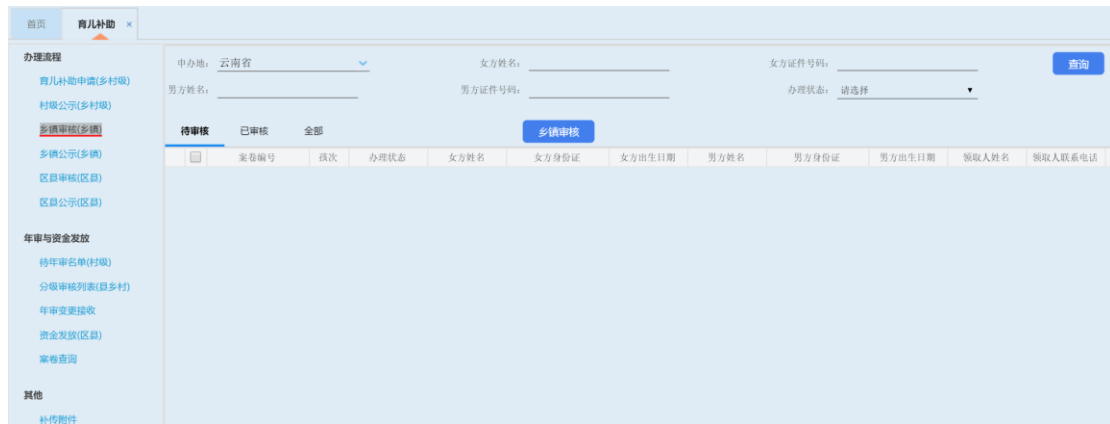 首页 育儿补助 ×
办理流程
育儿补助申请(乡村级)
村级公示(乡村级)
乡镇审核(乡镇)
乡镇公示(乡镇)
区县审核(区县)
区县公示(区县)
年审与资金发放
待年审名单(村级)
分级审核列表(县乡村)
年审变更接收
资金发放(区县)
案卷查询
其他
补传附件
申办地: 云南省 女方姓名: 女方证件号码: 查询
男方姓名: 男方证件号码: 办理状态: 请选择
待审核 已审核 全部 乡镇审核
案卷编号 孩次 办理状态 女方姓名 女方身份证 女方出生日期 男方姓名 男方身份证 男方出生日期 领取人姓名 领取人联系电话